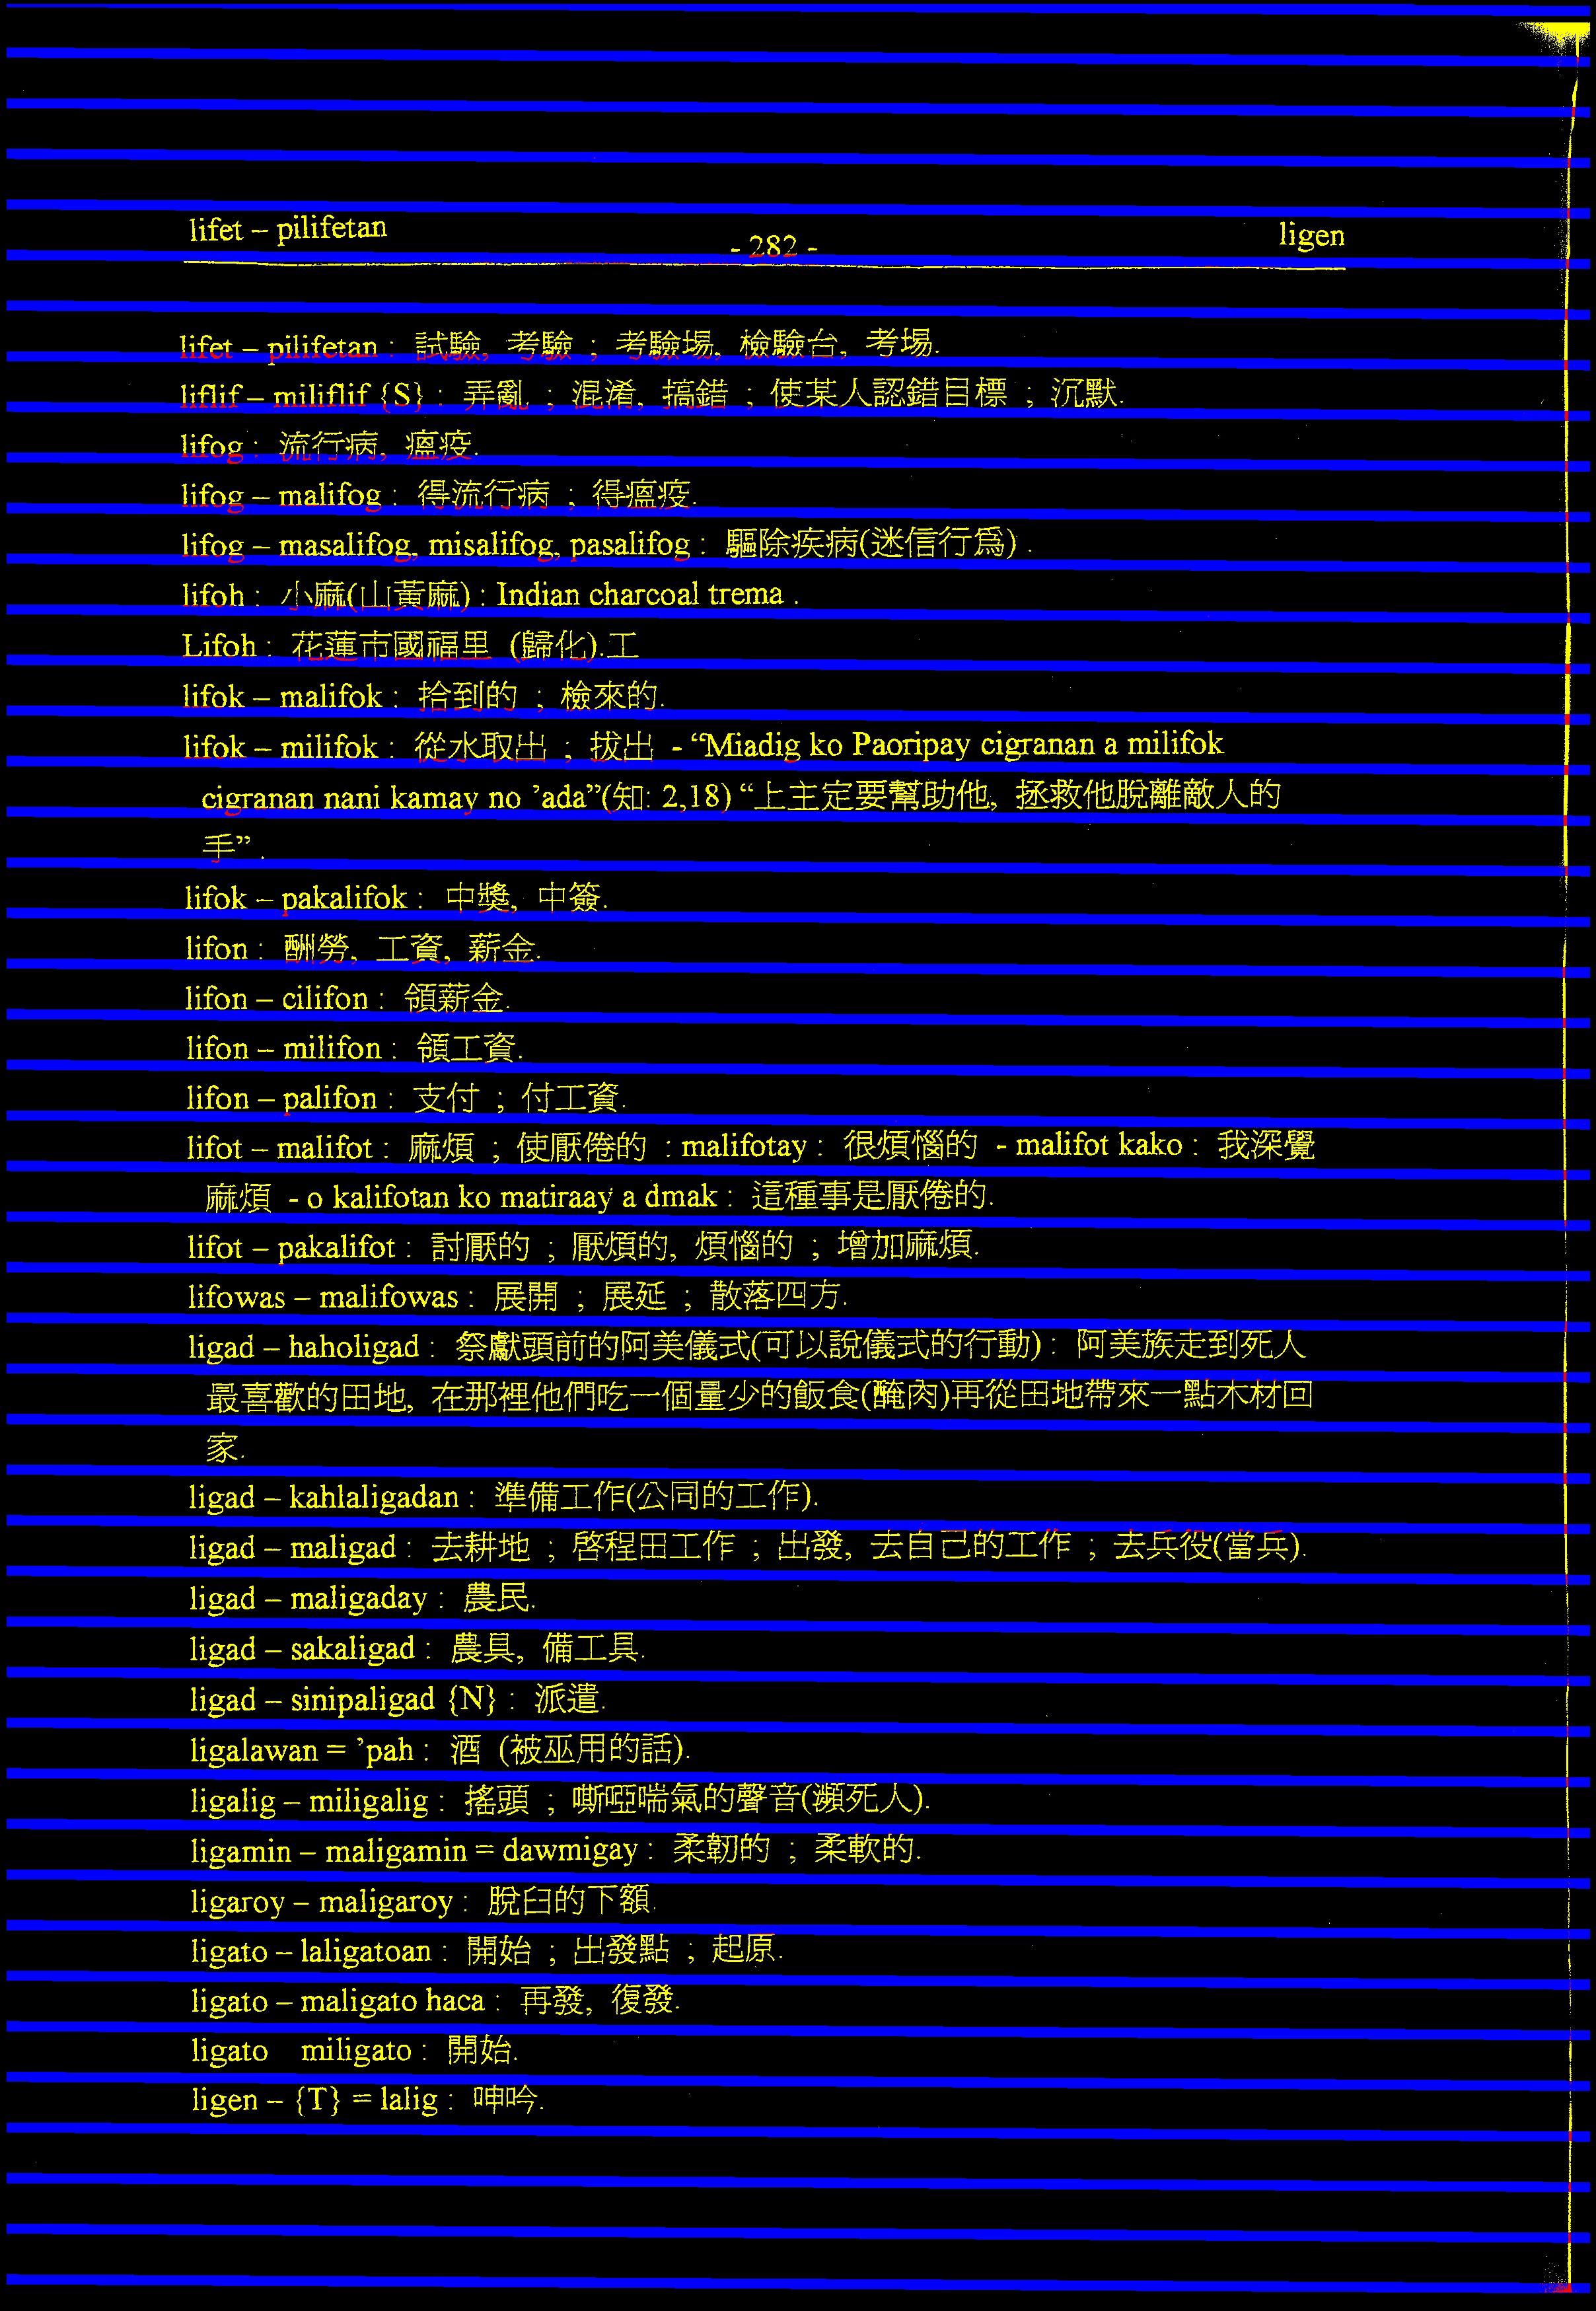 lifet – pilifetan
- 282 -
ligen
lifet – pilifetan : 試驗, 考驗 ; 考驗場, 檢驗台, 考場.
liflif – miliflif {S} : 弄亂 ; 混淆, 搞錯 ; 使某人認錯目標 ; 沉默.
lifog : 流行病, 瘟疫.
lifog – malifog : 得流行病 ; 得瘟疫.
lifog – masalifog, misalifog, pasalifog : 驅除疾病(迷信行爲) .
lifoh : 小麻(山黃麻) : Indian charcoal trema .
Lifoh : 花蓮市國福里 (歸化).工
lifok – malifok : 拾到的 ; 檢來的.
lifok – milifok : 從水取出 ; 拔出 - “Miadig ko Paoripay cigranan a milifok
cigranan nani kamay no ’ada”(知: 2,18) “上主定要幫助他, 拯救他脫離敵人的
手” .
lifok – pakalifok : 中獎, 中簽.
lifon : 酬勞, 工資, 薪金.
lifon – cilifon : 領薪金.
lifon – milifon : 領工資.
lifon – palifon : 支付 ; 付工資.
lifot – malifot : 麻煩 ; 使厭倦的 : malifotay : 很煩惱的 - malifot kako : 我深覺
麻煩 - o kalifotan ko matiraay a dmak : 這種事是厭倦的.
lifot – pakalifot : 討厭的 ; 厭煩的, 煩惱的 ; 增加麻煩.
lifowas – malifowas : 展開 ; 展延 ; 散落四方.
ligad – haholigad : 祭獻頭前的阿美儀式(可以說儀式的行動) : 阿美族走到死人
最喜歡的田地, 在那裡他們吃一個量少的飯食(醃肉)再從田地帶來一點木材回
家.
ligad – kahlaligadan : 準備工作(公同的工作).
ligad – maligad : 去耕地 ; 啓程田工作 ; 出發, 去自己的工作 ; 去兵役(當兵).
ligad – maligaday : 農民.
ligad – sakaligad : 農具, 備工具.
ligad – sinipaligad {N} : 派遣.
ligalawan = ’pah : 酒 (被巫用的話).
ligalig – miligalig : 搖頭 ; 嘶啞喘氣的聲音(瀕死人).
ligamin – maligamin = dawmigay : 柔韌的 ; 柔軟的.
ligaroy – maligaroy : 脫臼的下額.
ligato – laligatoan : 開始 ; 出發點 ; 起原.
ligato – maligato haca : 再發, 復發.
ligato miligato : 開始.
ligen – {T} = lalig : 呻吟.